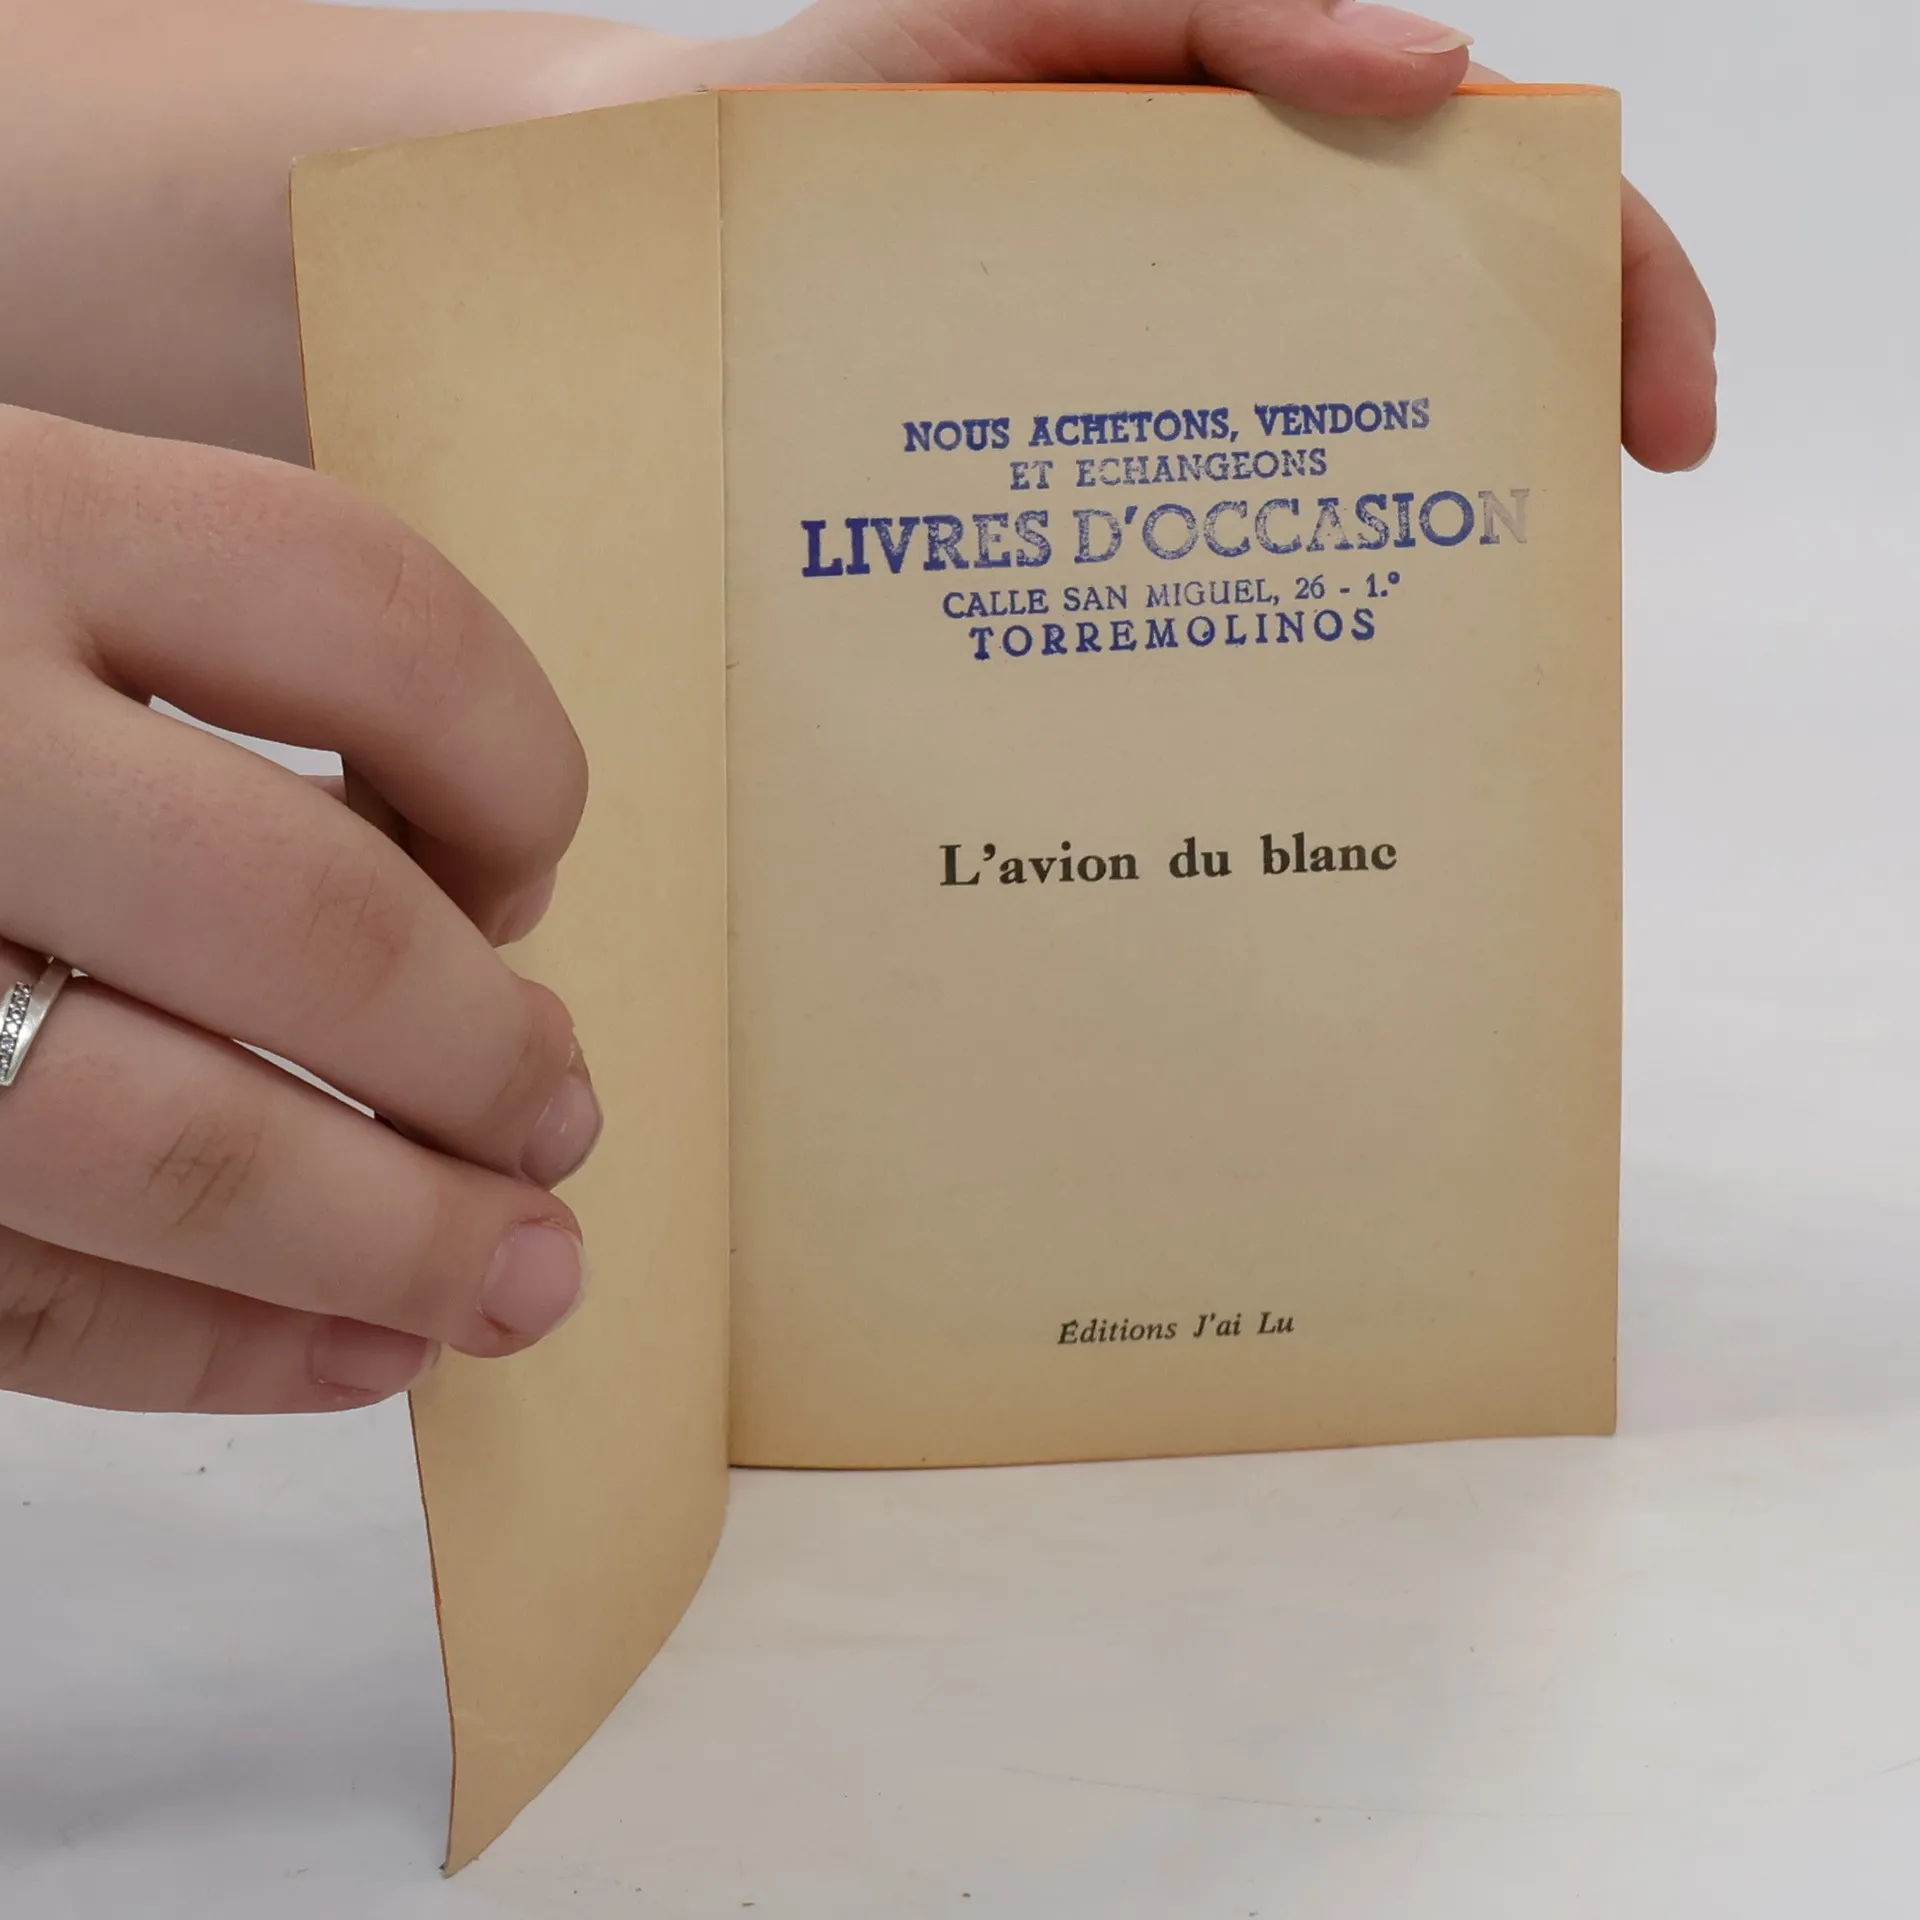 NOUS ACHETONS, VENDONS
ET ECHANGEONS
LIVRES D'OCCASION
CALLE SAN MIGUEL, 26 - 1.º
TORREMOLINOS
L'avion du blanc
Éditions J'ai Lu